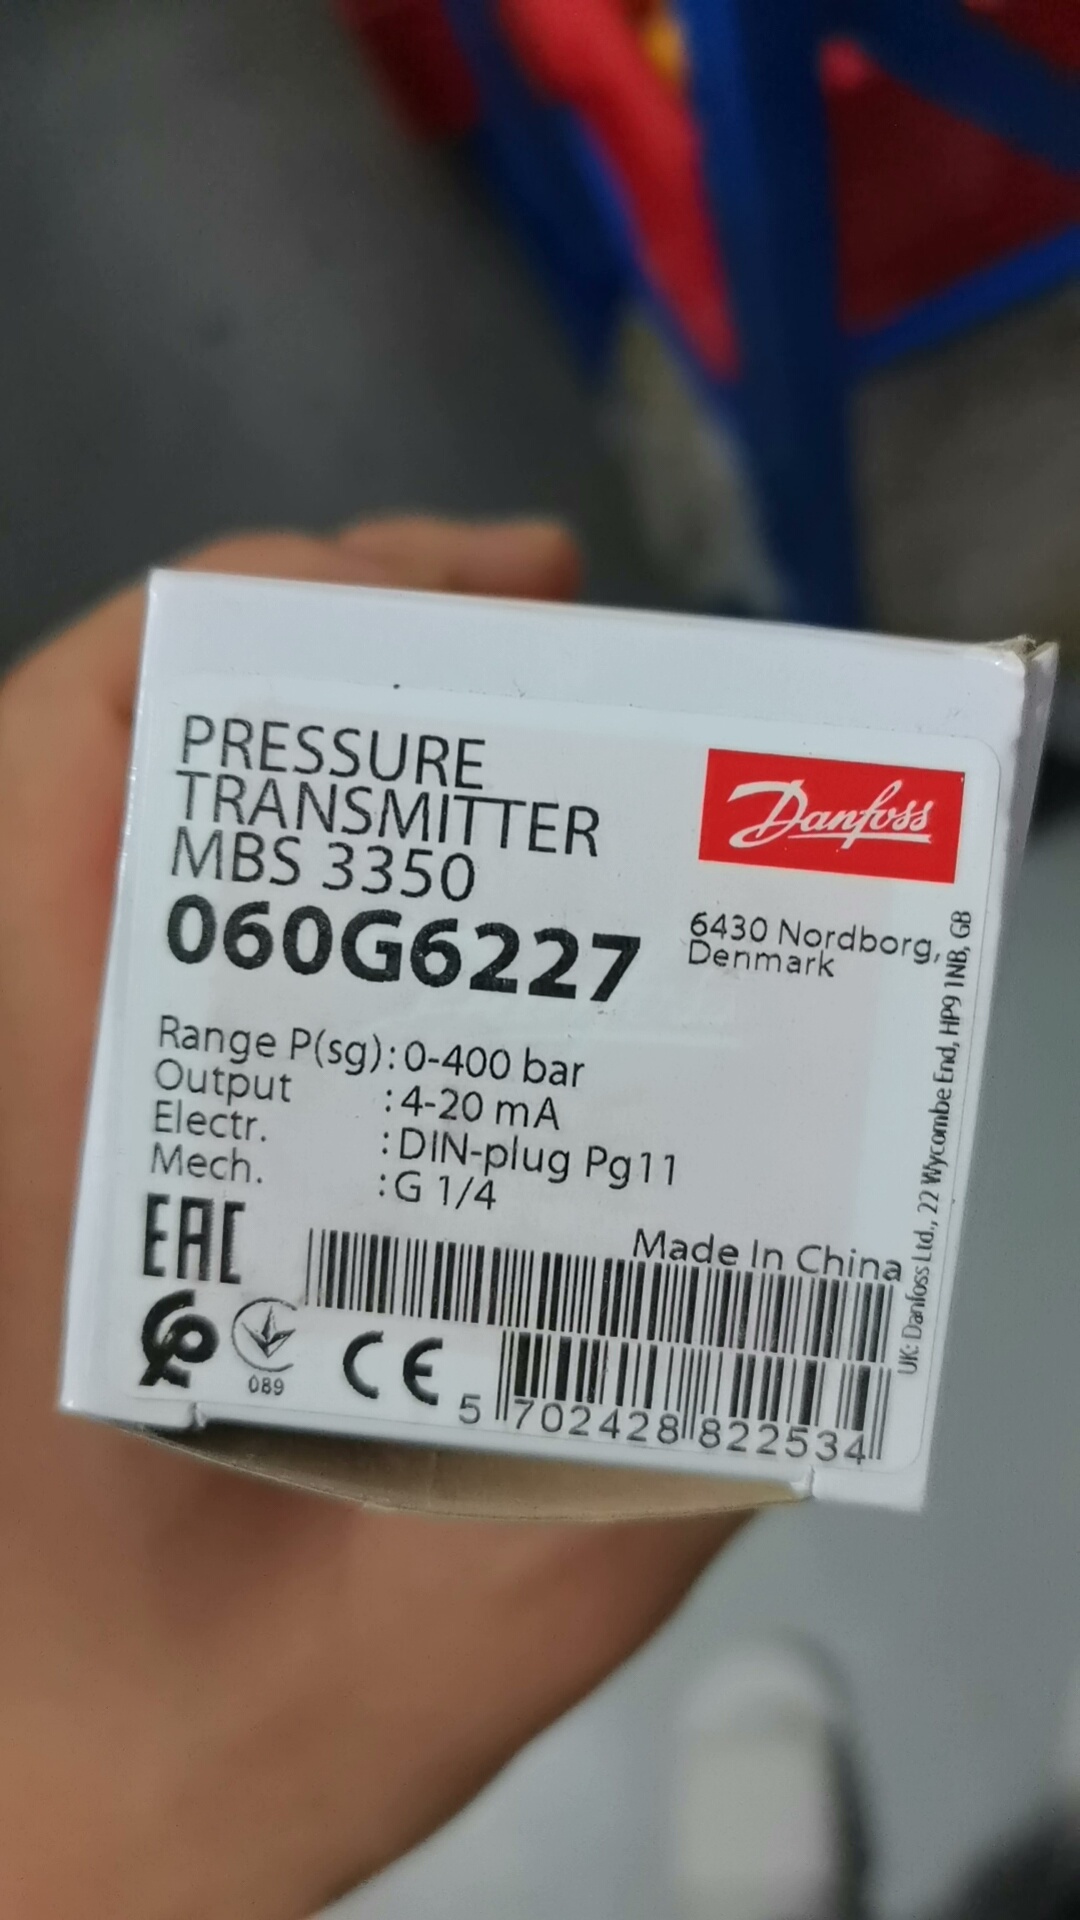 PRESSURE
TRANSMITTER
MBS 3350
060G6227
Danfoss
6430 Nordborg,
Denmark
Range P(sg): 0-400 bar
Output : 4-20 mA
Electr. : DIN-plug Pg11
Mech. : G 1/4
Made In China
UK: Danfoss Ltd., 22 Wycombe End, HP9 1NB, GB
EAC
089
CE
5 702428 822534